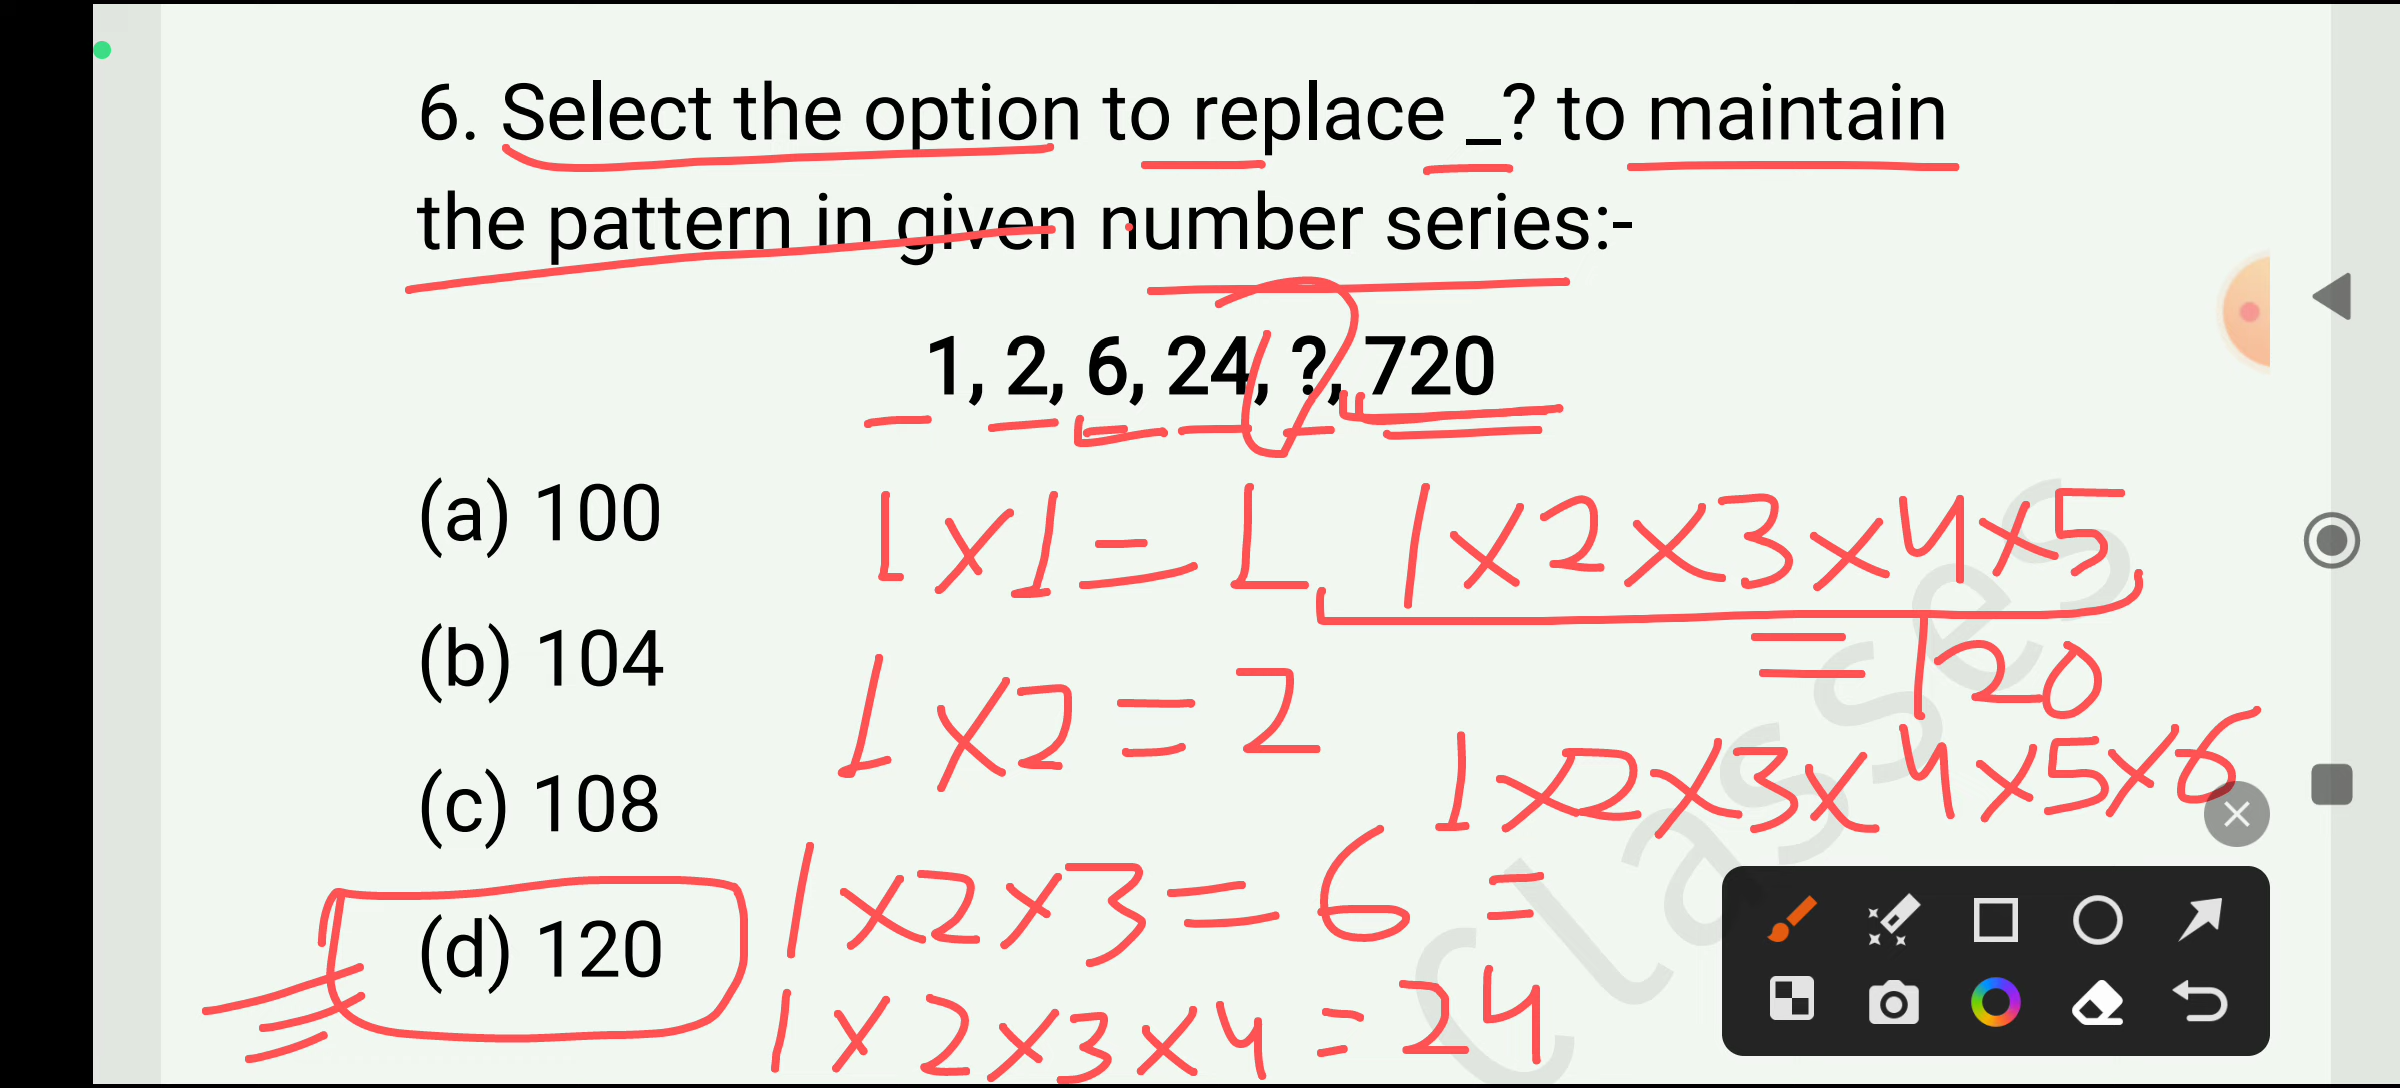 6. Select the option to replace _? to maintain
the pattern in given number series:-
1, 2, 6, 24, ?, 720
(a) 100
(b) 104
(c) 108
(d) 120
1×1=1
1×2=2
1×2×3=6
1×2×3×4=24
1×2×3×4×5
=120
1×2×3×4×5×6
=
Classes